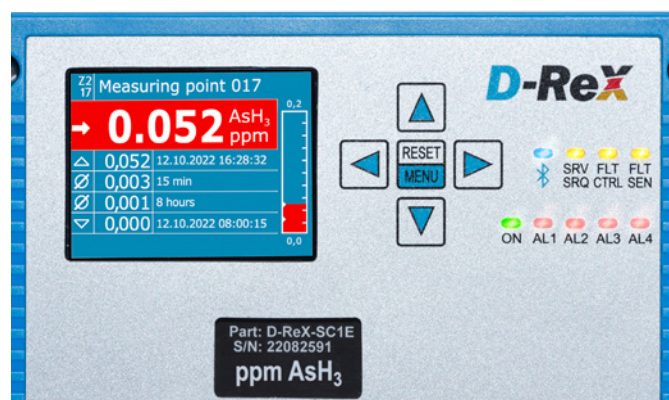 Z2
17
Measuring point 017
0.052 AsH₃
ppm
0,052 12.10.2022 16:28:32
0,003 15 min
0,001 8 hours
0,000 12.10.2022 08:00:15
0,2
0,0
RESET
MENU
D-ReX
SRV
SRQ
FLT
CTRL
FLT
SEN
ON AL1 AL2 AL3 AL4
Part: D-ReX-SC1E
S/N: 22082591
ppm AsH₃